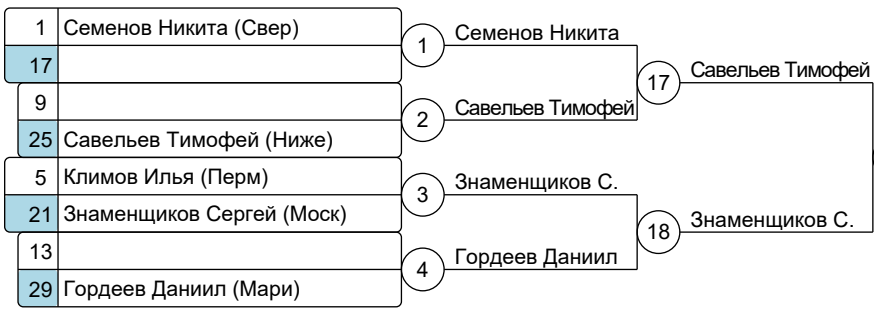 1 Семенов Никита (Свер)
17
9
25 Савельев Тимофей (Ниже)
5 Климов Илья (Перм)
21 Знаменщиков Сергей (Моск)
13
29 Гордеев Даниил (Мари)
1 Семенов Никита
2 Савельев Тимофей
3 Знаменщиков С.
4 Гордеев Даниил
17 Савельев Тимофей
18 Знаменщиков С.